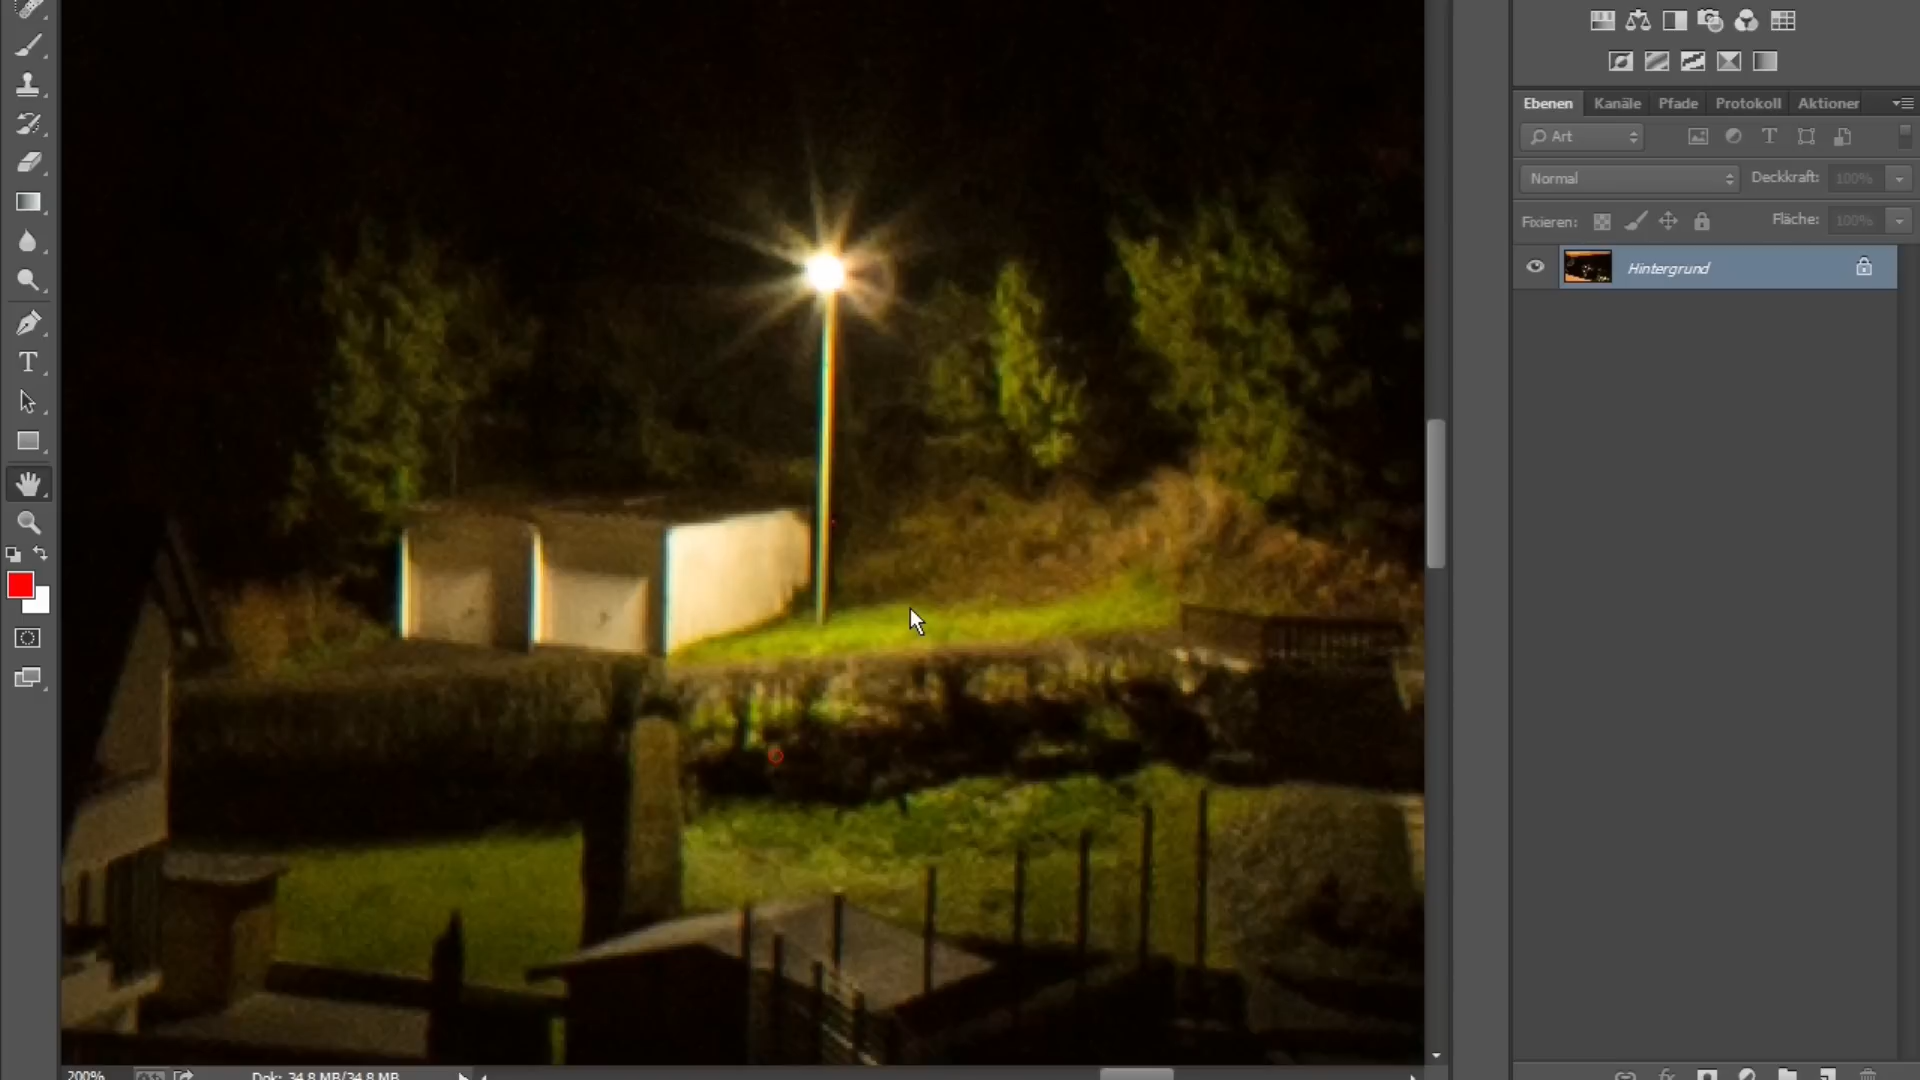 Ebenen Kanäle Pfade Protokoll Aktionen
Art
Normal Deckkraft: 100%
Fixieren: Fläche: 100%
Hintergrund
T
200% Dok: 34,8 MB/34,8 MB